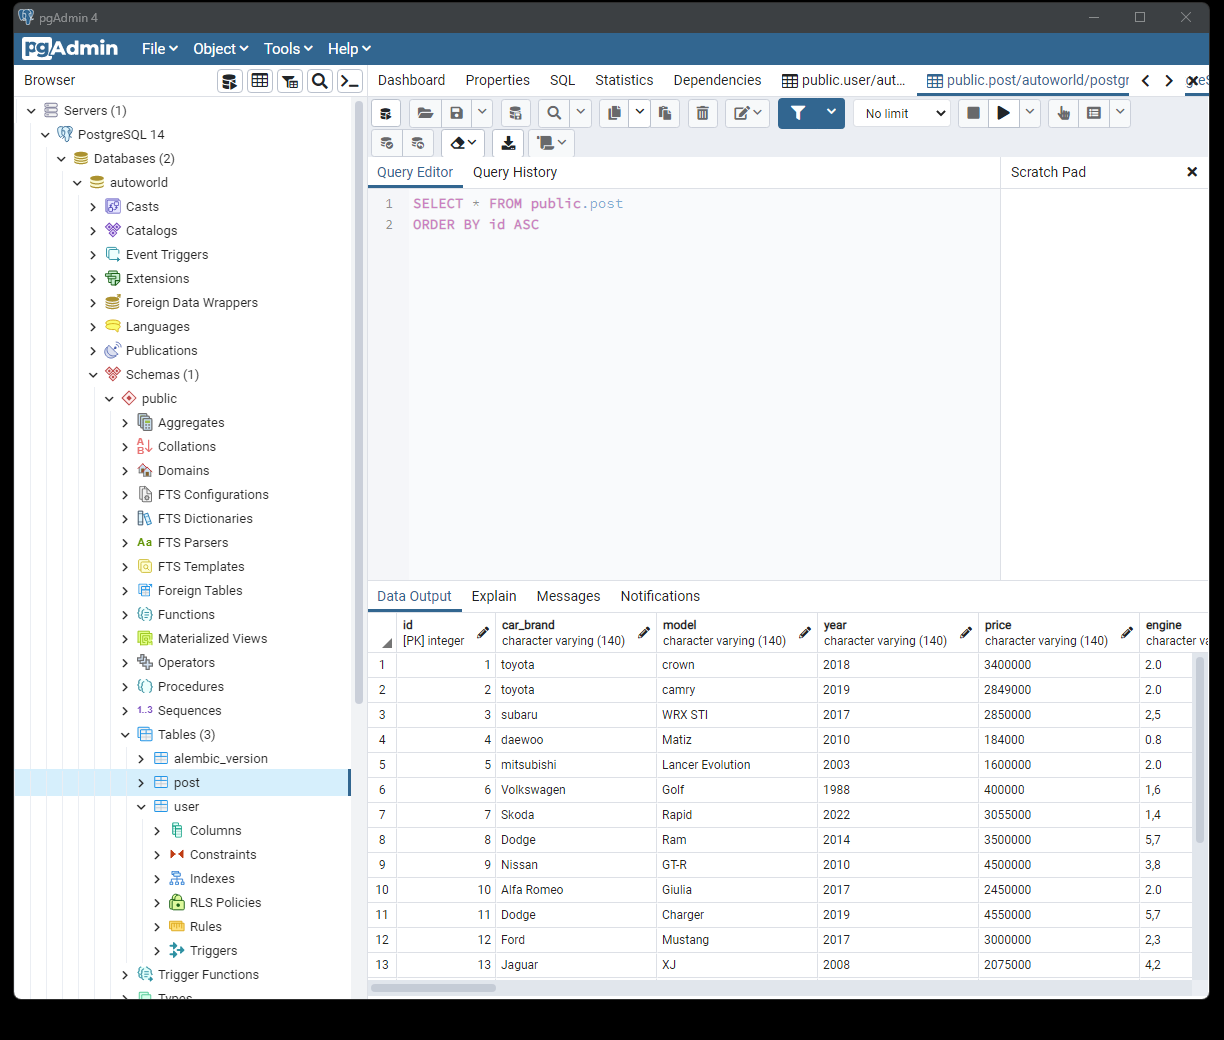 pgAdmin 4
pgAdmin File Object Tools Help
Browser
Servers (1)
PostgreSQL 14
Databases (2)
autoworld
Casts
Catalogs
Event Triggers
Extensions
Foreign Data Wrappers
Languages
Publications
Schemas (1)
public
Aggregates
Collations
Domains
FTS Configurations
FTS Dictionaries
Aa FTS Parsers
FTS Templates
Foreign Tables
Functions
Materialized Views
Operators
Procedures
1..3 Sequences
Tables (3)
alembic_version
post
user
Columns
Constraints
Indexes
RLS Policies
Rules
Triggers
Trigger Functions
Types
Dashboard Properties SQL Statistics Dependencies public.user/aut... public.post/autoworld/postgr
No limit
Query Editor Query History
Scratch Pad
1 SELECT * FROM public.post
2 ORDER BY id ASC
Data Output Explain Messages Notifications
id car_brand model year price engine
[PK] integer character varying (140) character varying (140) character varying (140) character varying (140) character va
1 1 toyota crown 2018 3400000 2.0
2 2 toyota camry 2019 2849000 2.0
3 3 subaru WRX STI 2017 2850000 2,5
4 4 daewoo Matiz 2010 184000 0.8
5 5 mitsubishi Lancer Evolution 2003 1600000 2.0
6 6 Volkswagen Golf 1988 400000 1,6
7 7 Skoda Rapid 2022 3055000 1,4
8 8 Dodge Ram 2014 3500000 5,7
9 9 Nissan GT-R 2010 4500000 3,8
10 10 Alfa Romeo Giulia 2017 2450000 2.0
11 11 Dodge Charger 2019 4550000 5,7
12 12 Ford Mustang 2017 3000000 2,3
13 13 Jaguar XJ 2008 2075000 4,2